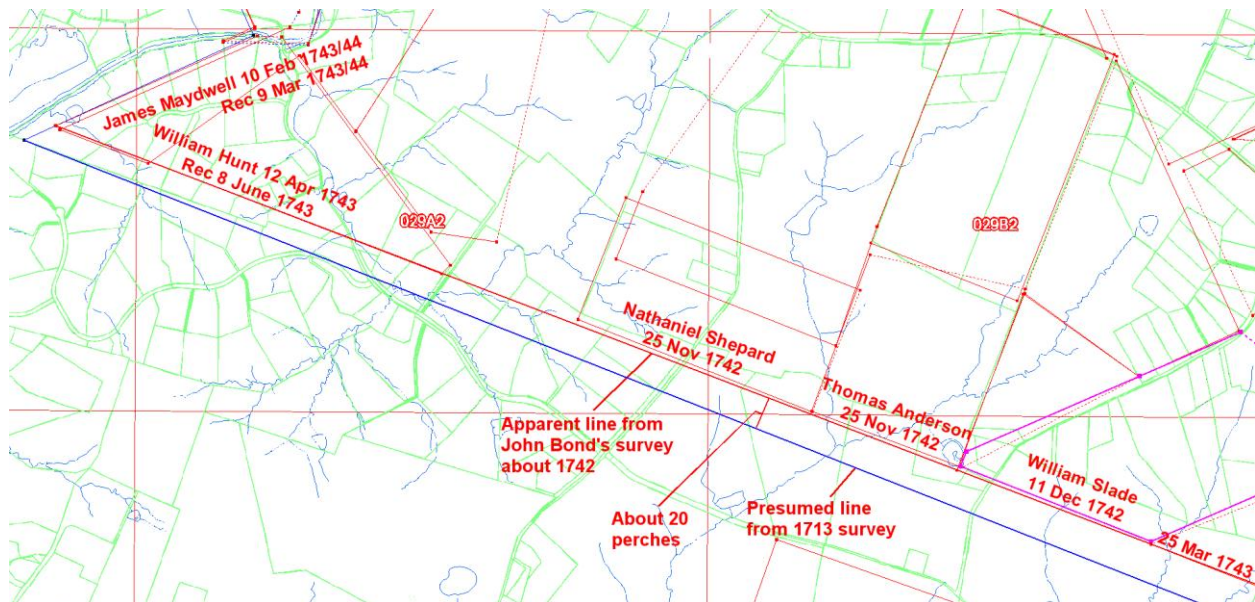 James Maydwell 10 Feb 1743/44
Rec 9 Mar 1743/44
William Hunt 12 Apr 1743
Rec 8 June 1743
029A2
029B2
Nathaniel Shepard
25 Nov 1742
Thomas Anderson
25 Nov 1742
William Slade
11 Dec 1742
25 Mar 1743
Apparent line from
John Bond's survey
about 1742
About 20
perches
Presumed line
from 1713 survey